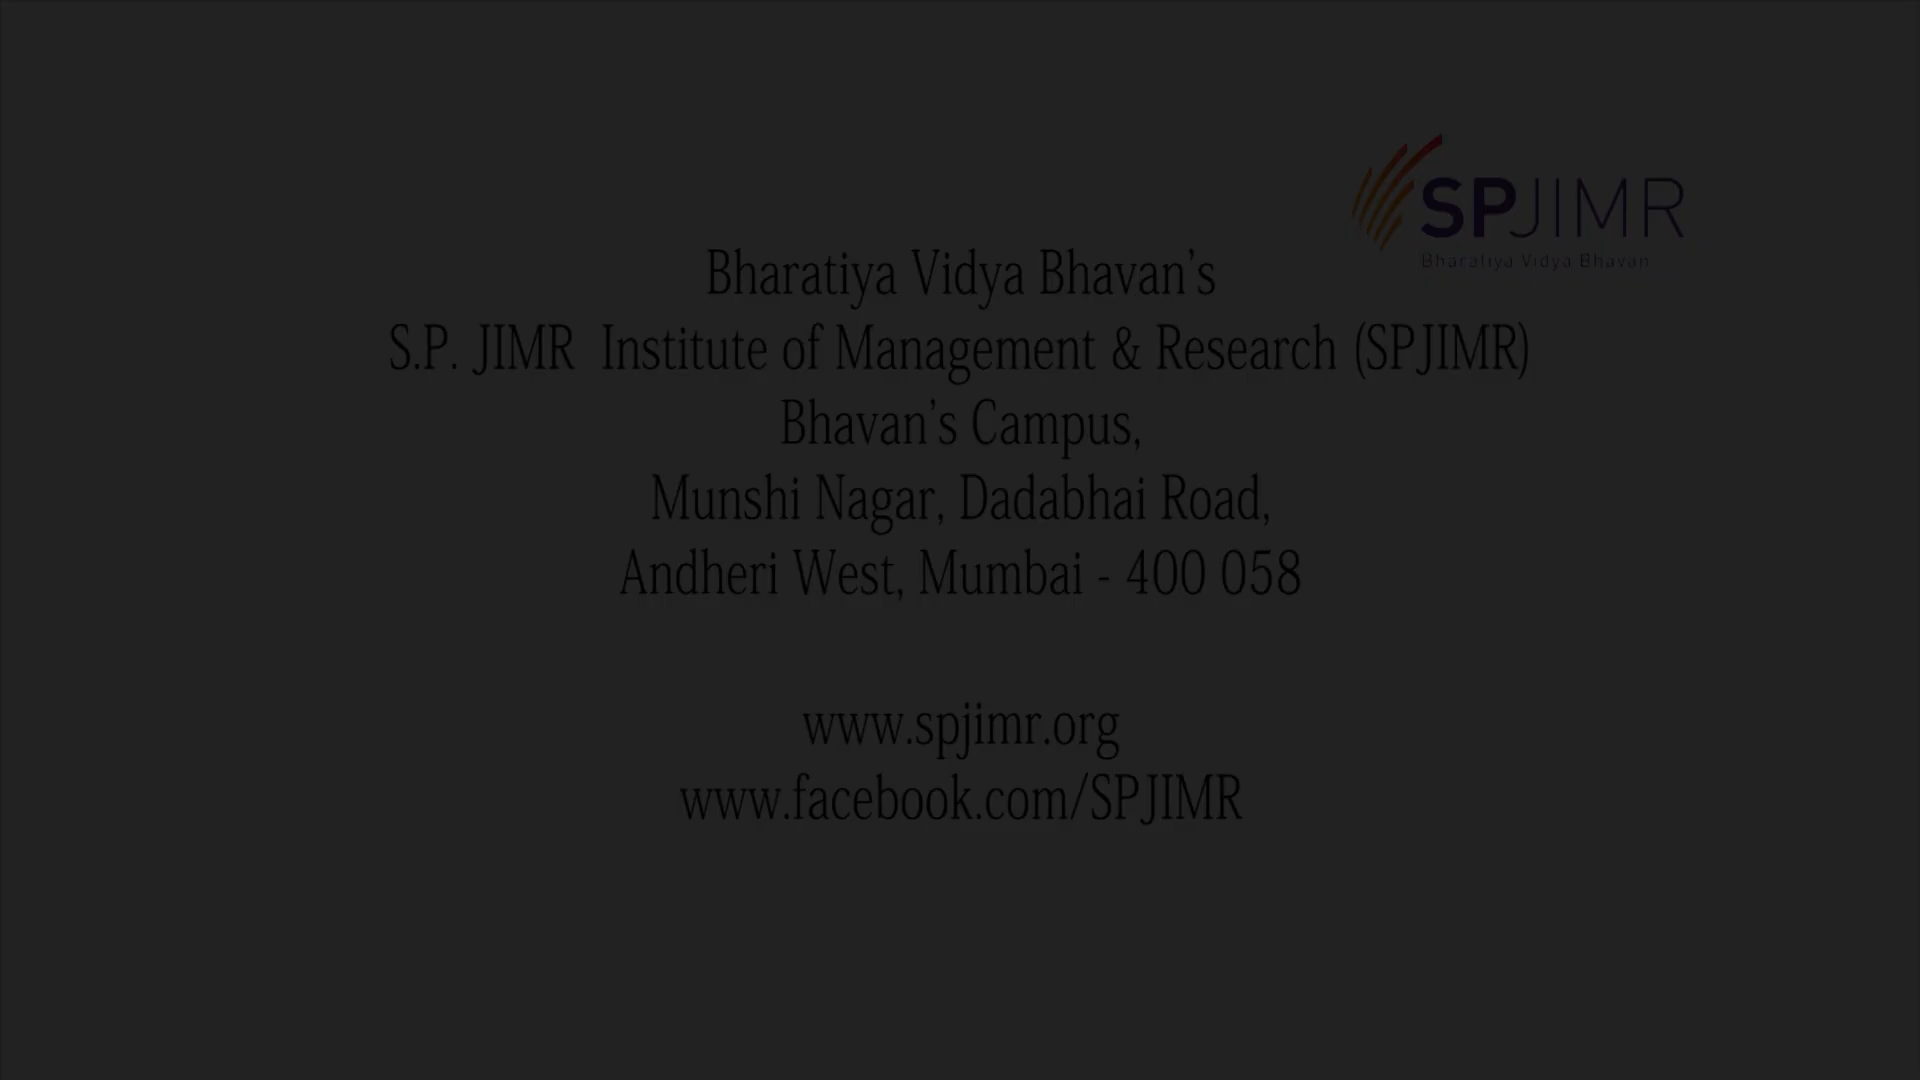 SPJIMR
Bharatiya Vidya Bhavan
Bharatiya Vidya Bhavan’s
S.P. JIMR  Institute of Management & Research (SPJIMR)
Bhavan’s Campus,
Munshi Nagar, Dadabhai Road,
Andheri West, Mumbai - 400 058
www.spjimr.org
www.facebook.com/SPJIMR